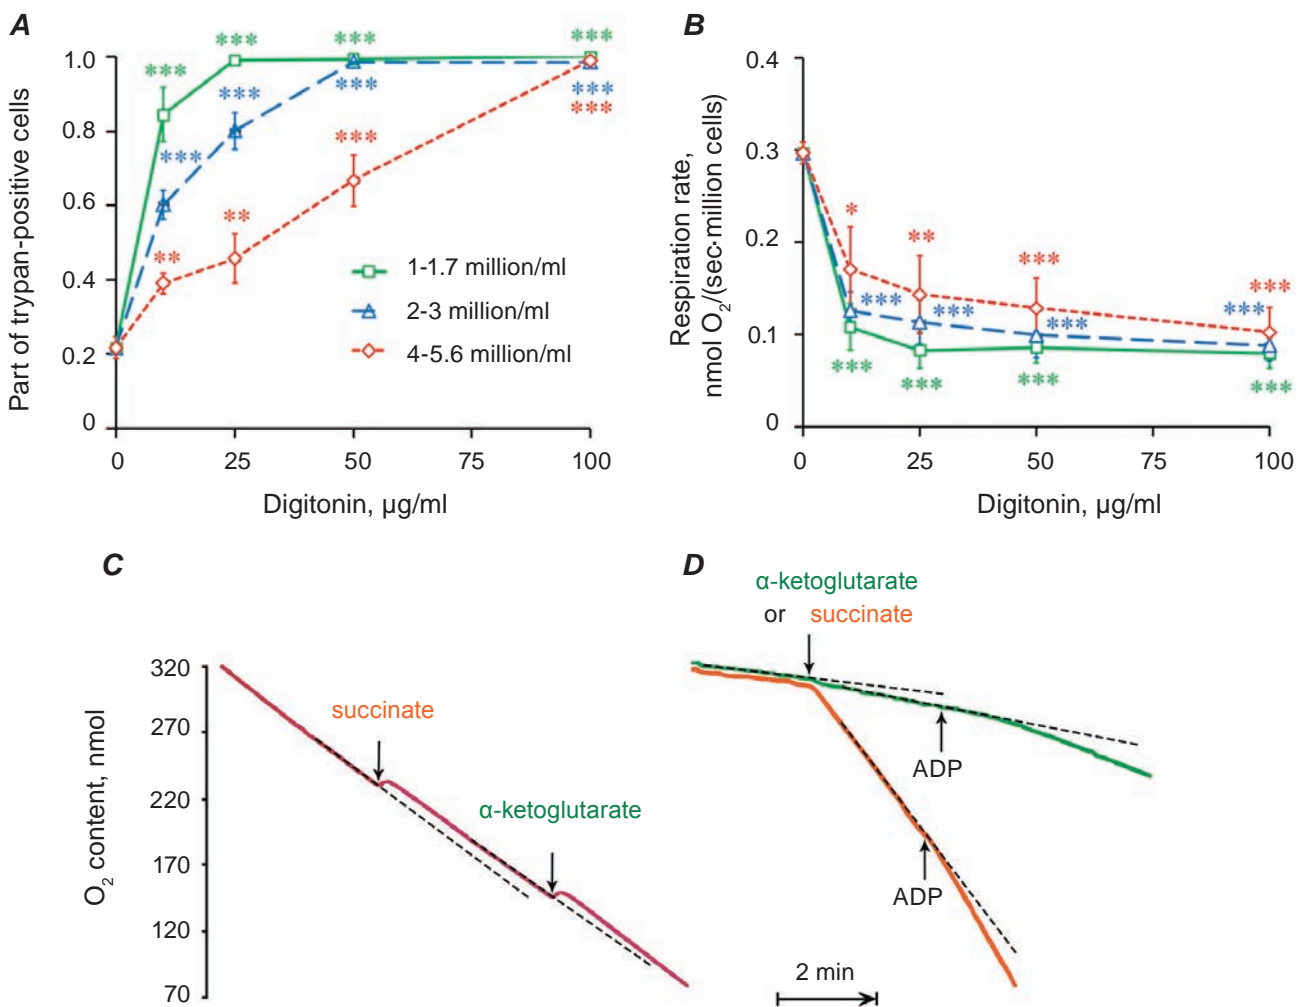 A
1.0
0.8
0.6
0.4
0.2
0
Part of trypan-positive cells
***
***
***
***
***
***
***
***
***
***
***
**
**
1-1.7 million/ml
2-3 million/ml
4-5.6 million/ml
0
25
50
75
100
Digitonin, µg/ml
B
0.4
0.3
0.2
0.1
0
Respiration rate,
nmol O2/(sec·million cells)
*
**
***
***
***
***
***
***
***
***
***
***
0
25
50
75
100
Digitonin, µg/ml
C
320
270
220
170
120
70
O2 content, nmol
succinate
α-ketoglutarate
D
α-ketoglutarate
or succinate
ADP
ADP
2 min